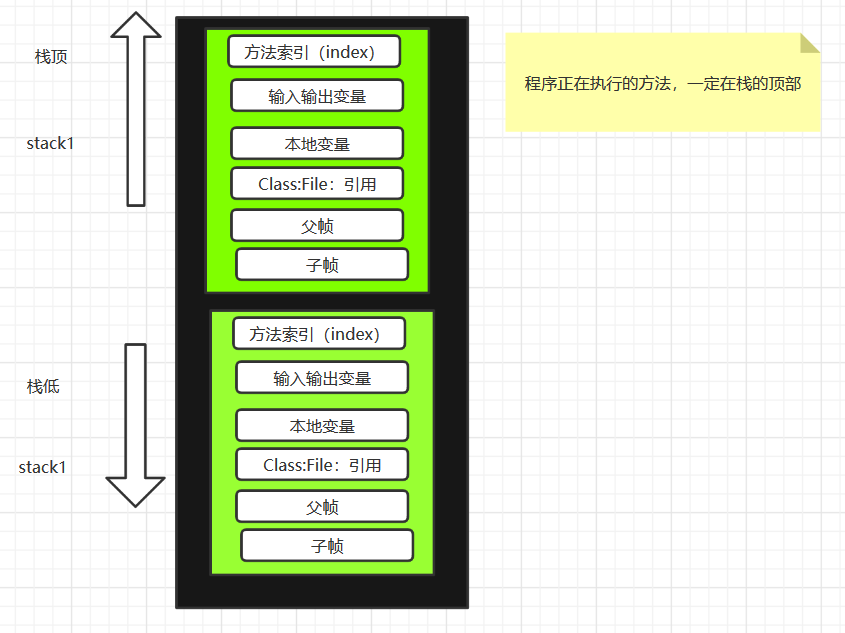 栈顶
stack1
方法索引（index）
输入输出变量
本地变量
Class:File：引用
父帧
子帧
程序正在执行的方法，一定在栈的顶部
栈低
stack1
方法索引（index）
输入输出变量
本地变量
Class:File：引用
父帧
子帧